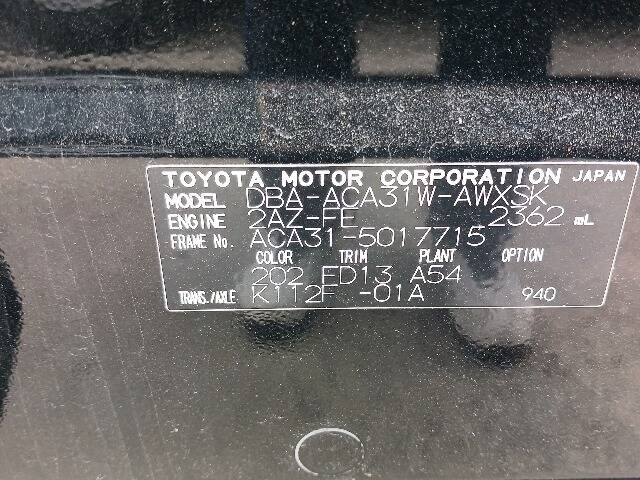 TOYOTA MOTOR CORPORATION JAPAN
MODEL DBA-ACA31W-AWXSK
ENGINE 2AZ-FE 2362 mL
FRAME No. ACA31-5017715
COLOR TRIM PLANT OPTION
202 FD13 A54
TRANS./AXLE K112F -01A 940